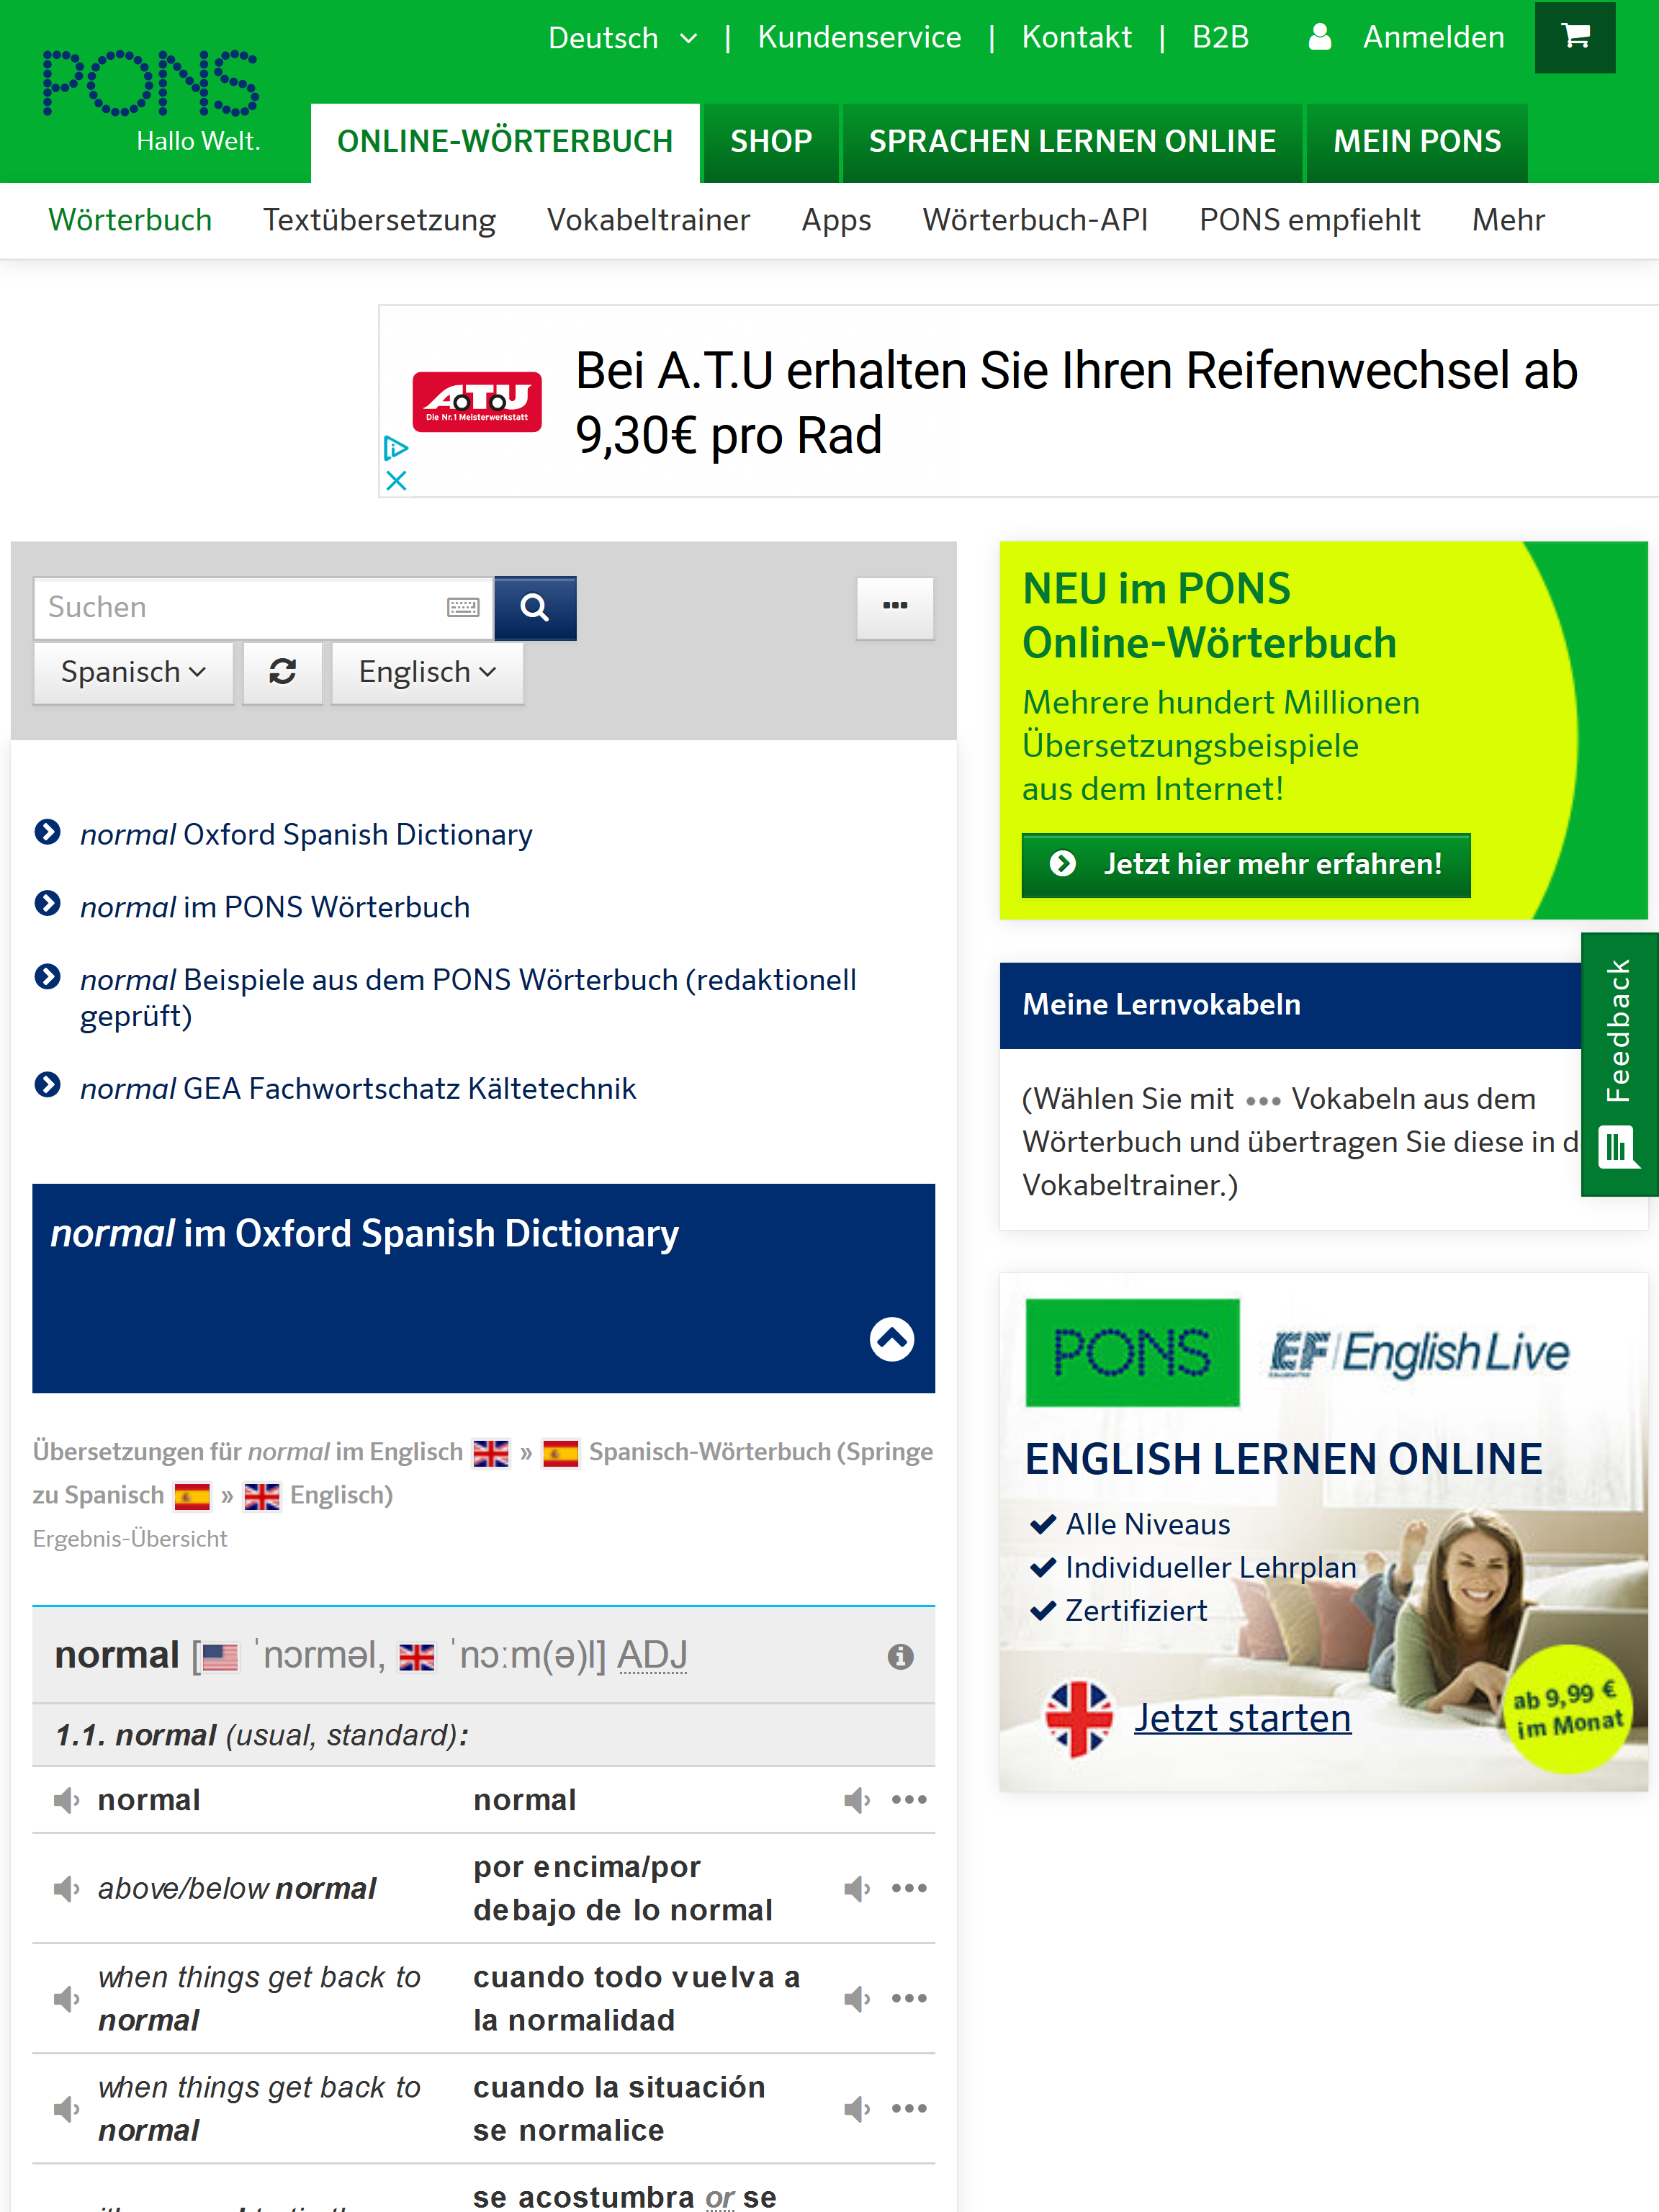 Deutsch | Kundenservice | Kontakt | B2B Anmelden
PONS
Hallo Welt.
ONLINE-WÖRTERBUCH SHOP SPRACHEN LERNEN ONLINE MEIN PONS
Wörterbuch Textübersetzung Vokabeltrainer Apps Wörterbuch-API PONS empfiehlt Mehr
ATU
Die Nr.1 Meisterwerkstatt
Bei A.T.U erhalten Sie Ihren Reifenwechsel ab
9,30€ pro Rad
Suchen
Spanisch Englisch
normal Oxford Spanish Dictionary
normal im PONS Wörterbuch
normal Beispiele aus dem PONS Wörterbuch (redaktionell
geprüft)
normal GEA Fachwortschatz Kältetechnik
normal im Oxford Spanish Dictionary
Übersetzungen für normal im Englisch » Spanisch-Wörterbuch (Springe
zu Spanisch » Englisch)
Ergebnis-Übersicht
normal [ ˈnɔrməl, ˈnɔːm(ə)l] ADJ
1.1. normal (usual, standard):
normal normal
above/below normal por encima/por
debajo de lo normal
when things get back to cuando todo vuelva a
normal la normalidad
when things get back to cuando la situación
normal se normalice
se acostumbra or se
NEU im PONS
Online-Wörterbuch
Mehrere hundert Millionen
Übersetzungsbeispiele
aus dem Internet!
Jetzt hier mehr erfahren!
Feedback
Meine Lernvokabeln
(Wählen Sie mit ••• Vokabeln aus dem
Wörterbuch und übertragen Sie diese in d
Vokabeltrainer.)
PONS EF English Live
ENGLISH LERNEN ONLINE
Alle Niveaus
Individueller Lehrplan
Zertifiziert
Jetzt starten
ab 9,99 €
im Monat